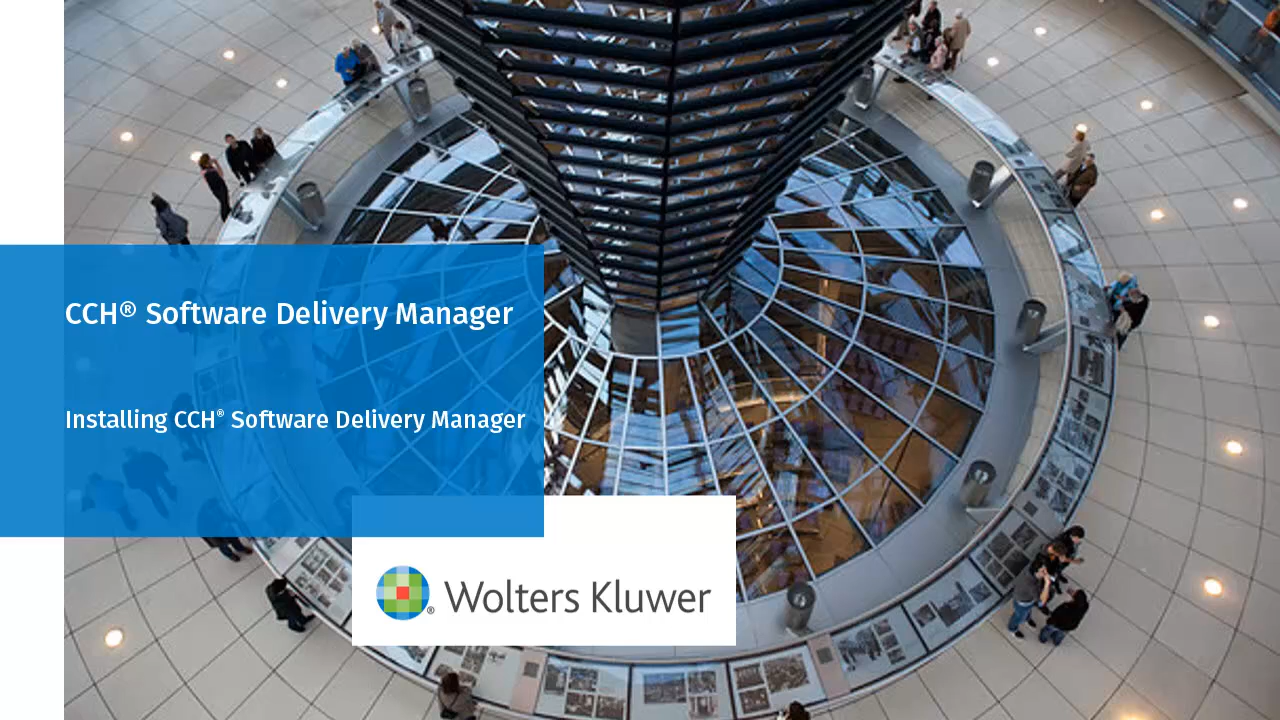 CCH® Software Delivery Manager
Installing CCH® Software Delivery Manager
® Wolters Kluwer